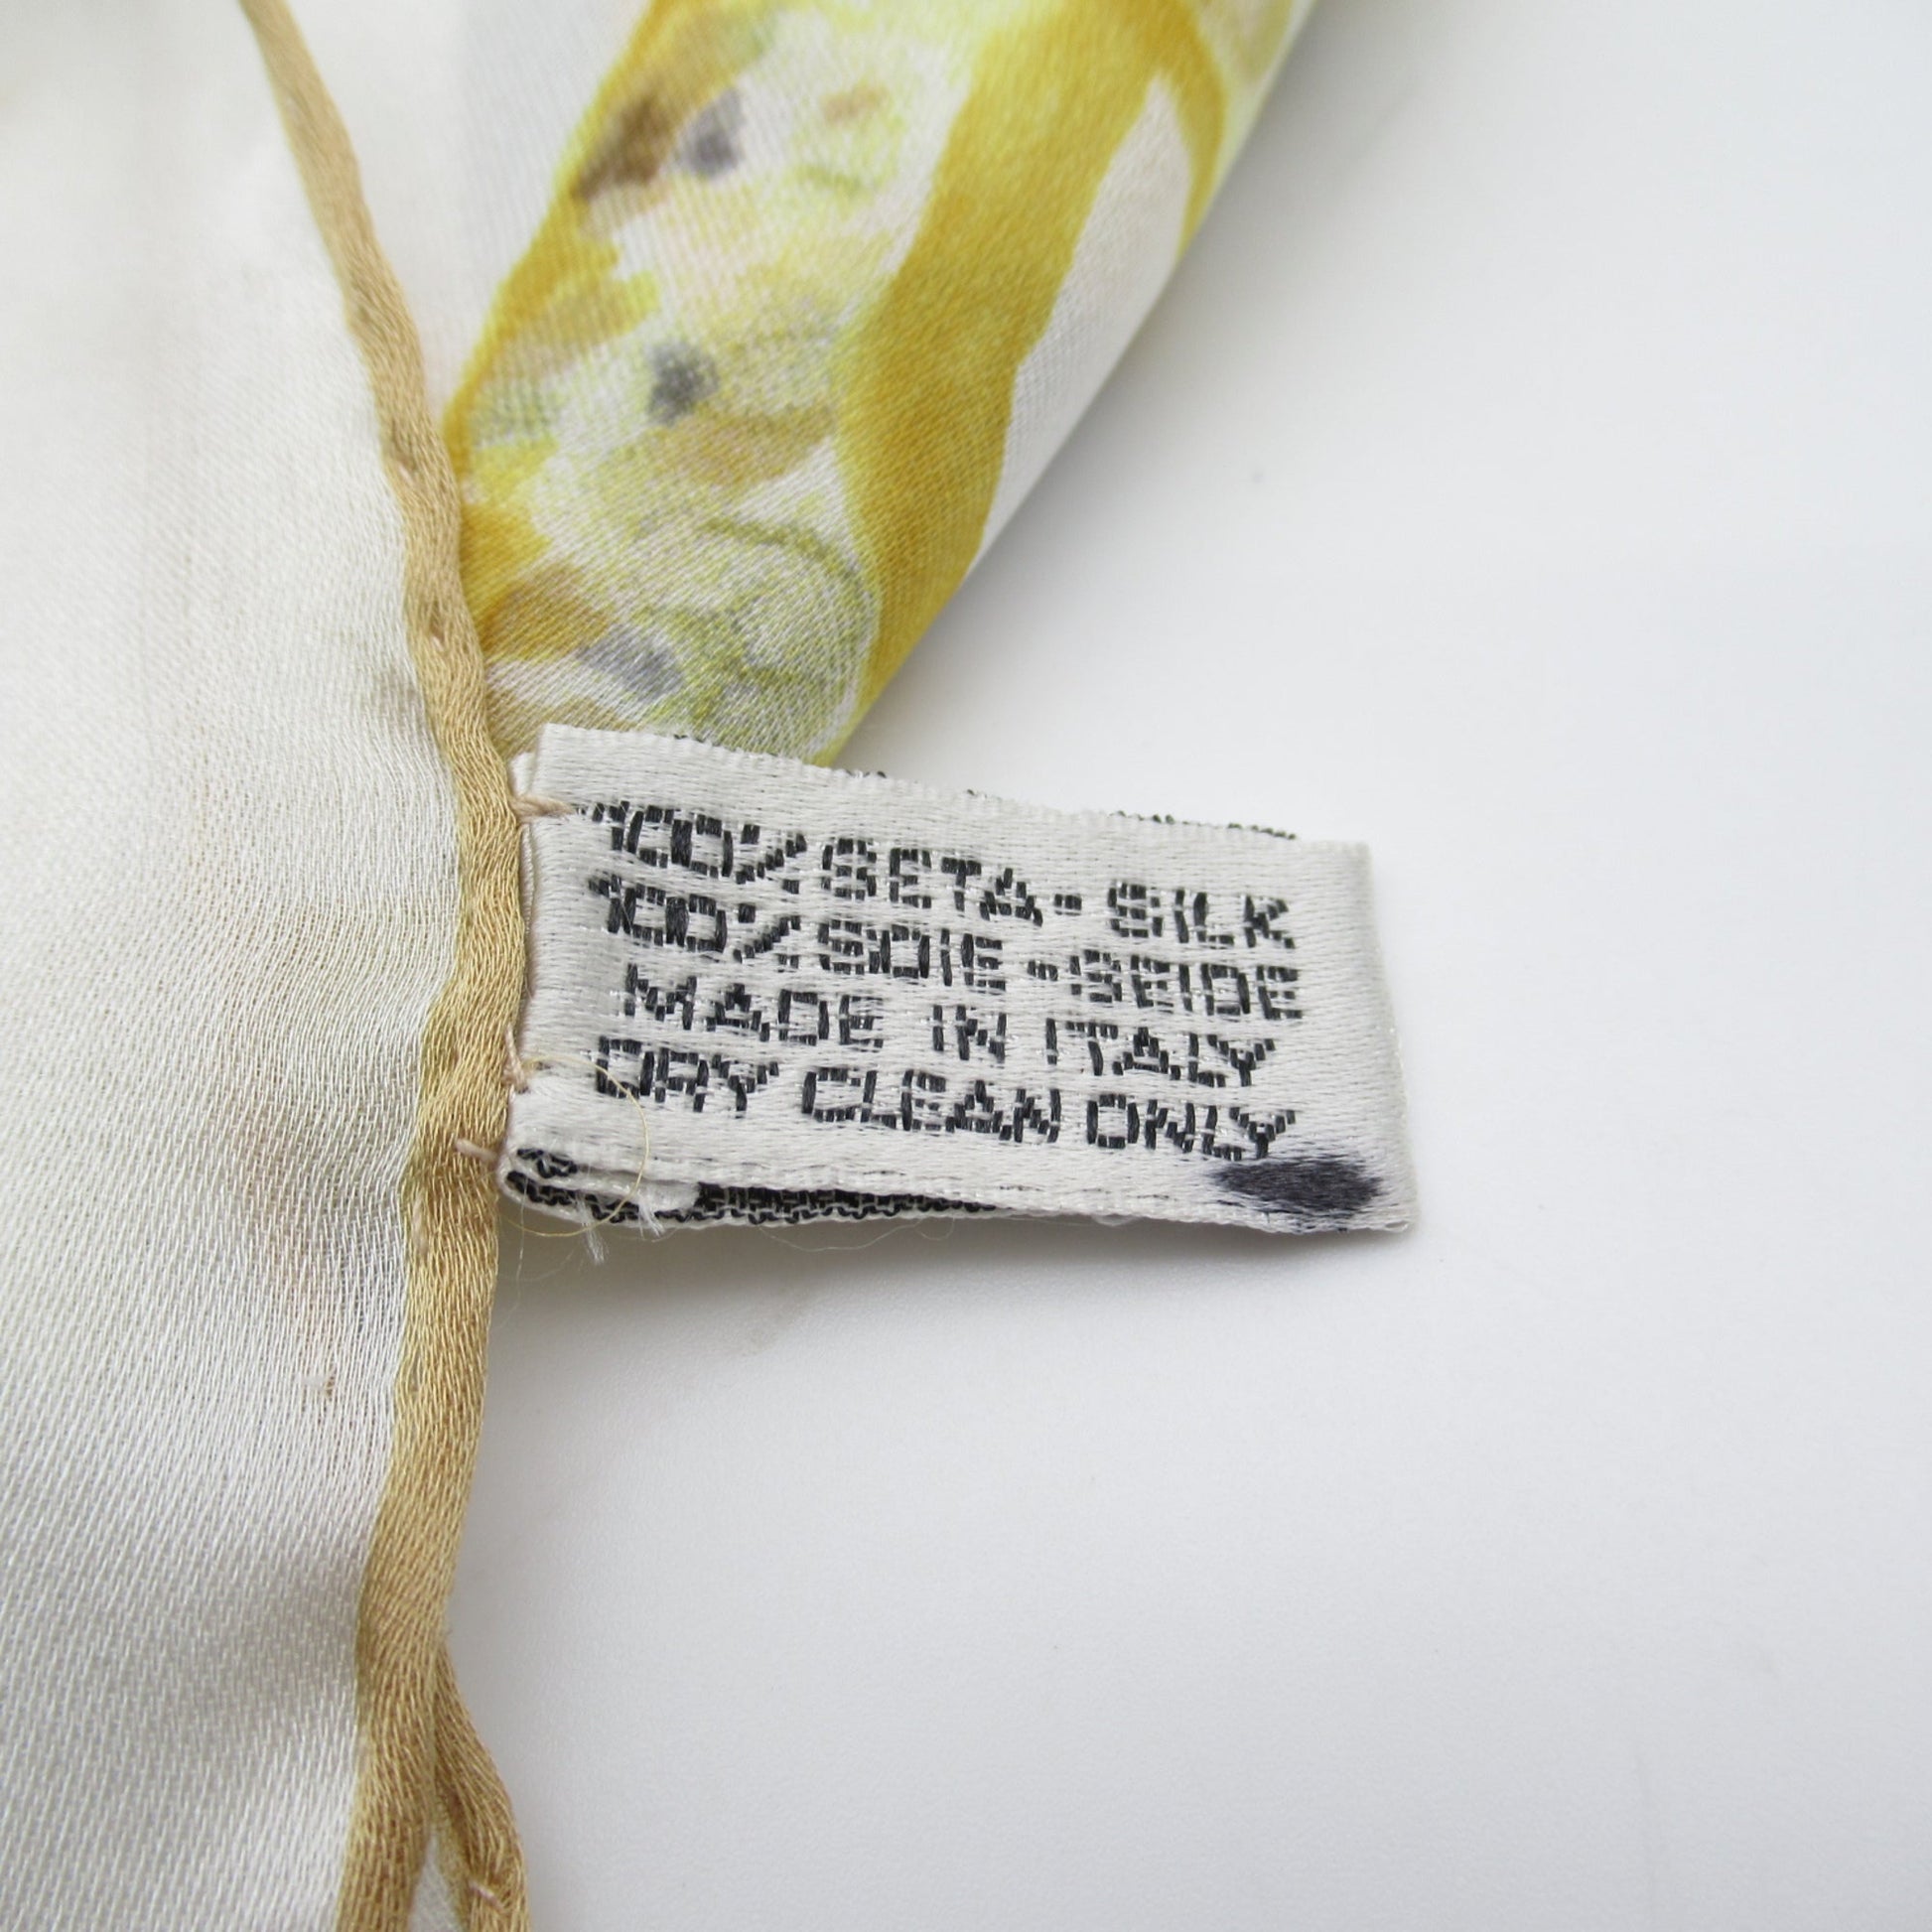 100% SETA - SILK
100% SOIE - SEIDE
MADE IN ITALY
DRY CLEAN ONLY